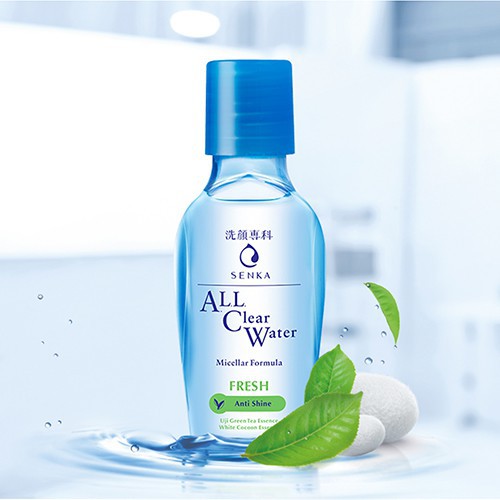 洗顔専科
SENKA
ALL
Clear
Water
Micellar Formula
FRESH
Anti Shine
Uji Green Tea Essence
White Cocoon Essence